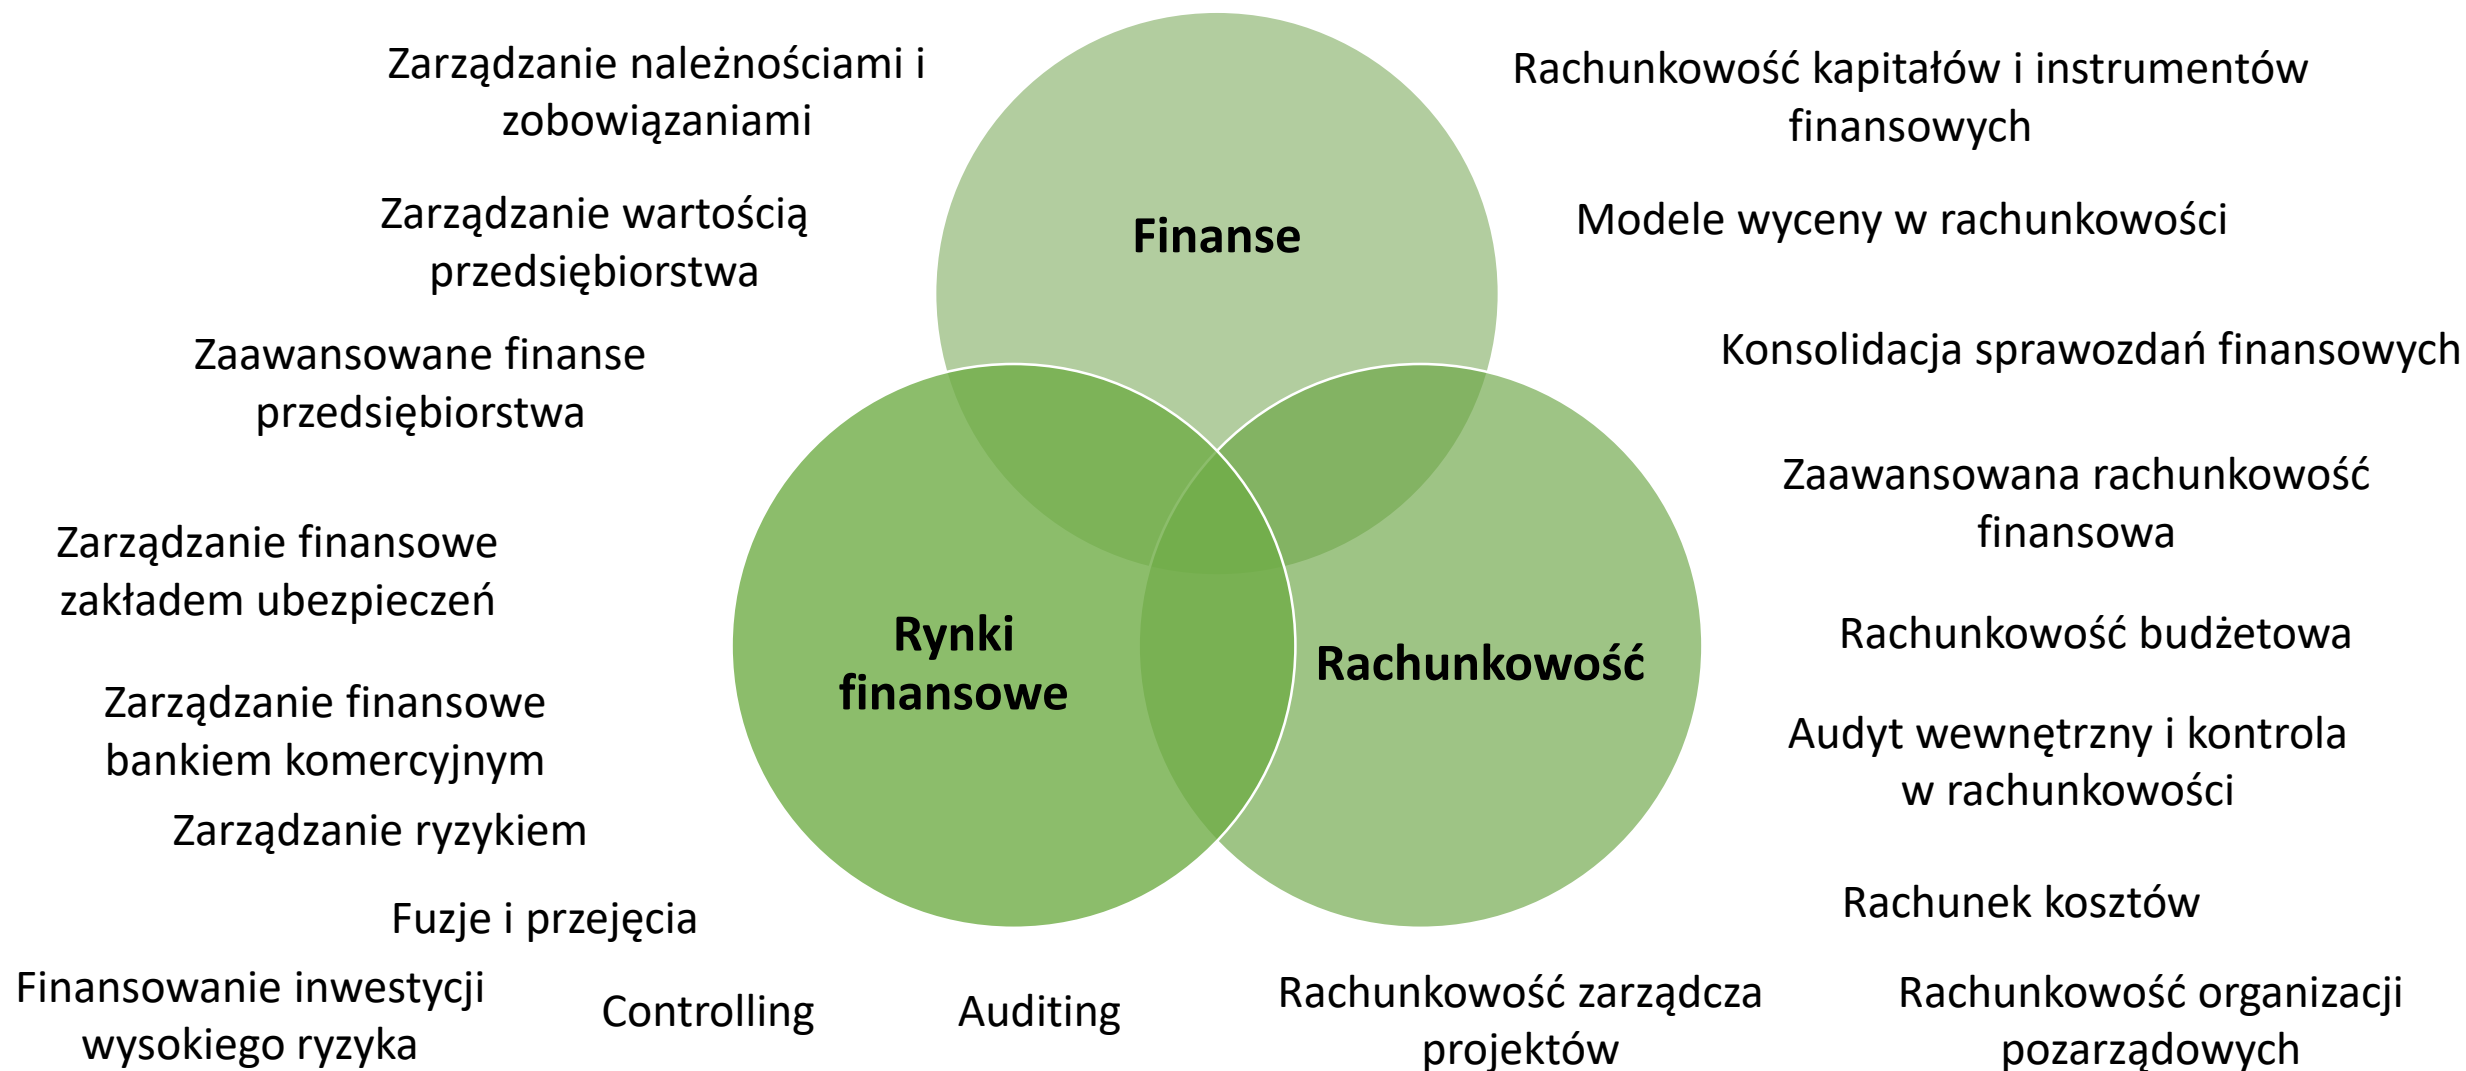 Zarządzanie należnościami i
zobowiązaniami
Zarządzanie wartością
przedsiębiorstwa
Zaawansowane finanse
przedsiębiorstwa
Zarządzanie finansowe
zakładem ubezpieczeń
Zarządzanie finansowe
bankiem komercyjnym
Zarządzanie ryzykiem
Fuzje i przejęcia
Finansowanie inwestycji
wysokiego ryzyka
Controlling
Auditing
Finanse
Rynki
finansowe
Rachunkowość
Rachunkowość kapitałów i instrumentów
finansowych
Modele wyceny w rachunkowości
Konsolidacja sprawozdań finansowych
Zaawansowana rachunkowość
finansowa
Rachunkowość budżetowa
Audyt wewnętrzny i kontrola
w rachunkowości
Rachunek kosztów
Rachunkowość zarządcza
projektów
Rachunkowość organizacji
pozarządowych